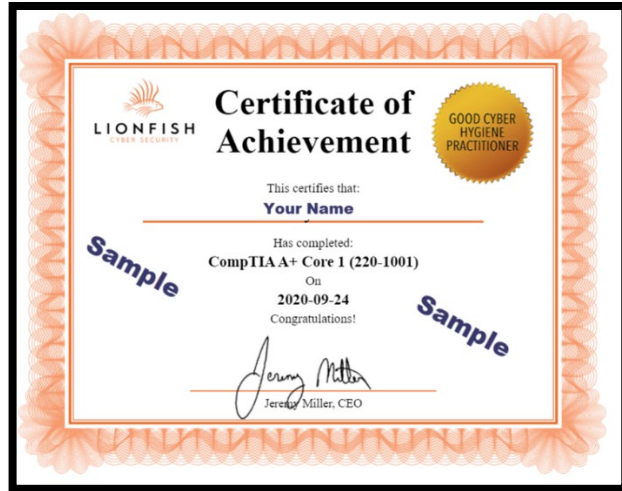 LIONFISH
CYBER SECURITY
Certificate of
Achievement
GOOD CYBER
HYGIENE
PRACTITIONER
This certifies that:
Your Name
Has completed:
CompTIA A+ Core 1 (220-1001)
On
2020-09-24
Congratulations!
Sample
Sample
Jeremy Miller
Jeremy Miller, CEO